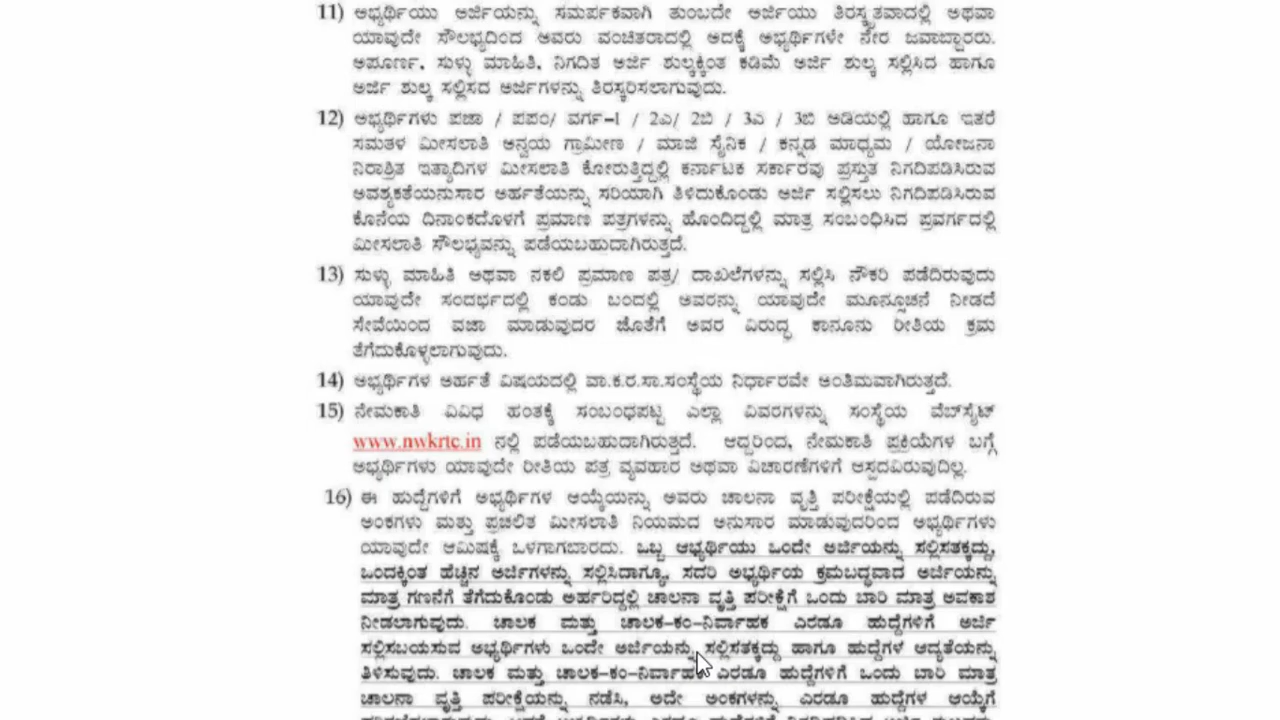 11) ಅಭ್ಯರ್ಥಿಯು ಅರ್ಜಿಯನ್ನು ಸಮರ್ಪಕವಾಗಿ ತುಂಬದೇ ಅರ್ಜಿಯು ತಿರಸ್ಕೃತವಾದಲ್ಲಿ ಅಥವಾ
ಯಾವುದೇ ಸೌಲಭ್ಯದಿಂದ ಅವರು ವಂಚಿತರಾದಲ್ಲಿ ಅದಕ್ಕೆ ಅಭ್ಯರ್ಥಿಗಳೇ ನೇರ ಜವಾಬ್ದಾರರು.
ಅಪೂರ್ಣ, ಸುಳ್ಳು ಮಾಹಿತಿ, ನಿಗದಿತ ಅರ್ಜಿ ಶುಲ್ಕಕ್ಕಿಂತ ಕಡಿಮೆ ಅರ್ಜಿ ಶುಲ್ಕ ಸಲ್ಲಿಸಿದ ಹಾಗೂ
ಅರ್ಜಿ ಶುಲ್ಕ ಸಲ್ಲಿಸದ ಅರ್ಜಿಗಳನ್ನು ತಿರಸ್ಕರಿಸಲಾಗುವುದು.
12) ಅಭ್ಯರ್ಥಿಗಳು ಪಜಾ / ಪಪಂ/ ವರ್ಗ-1 / 2ಎ/ 2ಬಿ / 3ಎ / 3ಬಿ ಅಡಿಯಲ್ಲಿ ಹಾಗೂ ಇತರೆ
ಸಮತಳ ಮೀಸಲಾತಿ ಅನ್ವಯ ಗ್ರಾಮೀಣ / ಮಾಜಿ ಸೈನಿಕ / ಕನ್ನಡ ಮಾಧ್ಯಮ / ಯೋಜನಾ
ನಿರಾಶ್ರಿತ ಇತ್ಯಾದಿಗಳ ಮೀಸಲಾತಿ ಕೋರುತ್ತಿದ್ದಲ್ಲಿ ಕರ್ನಾಟಕ ಸರ್ಕಾರವು ಪ್ರಸ್ತುತ ನಿಗದಿಪಡಿಸಿರುವ
ಅವಶ್ಯಕತೆಯನುಸಾರ ಅರ್ಹತೆಯನ್ನು ಸರಿಯಾಗಿ ತಿಳಿದುಕೊಂಡು ಅರ್ಜಿ ಸಲ್ಲಿಸಲು ನಿಗದಿಪಡಿಸಿರುವ
ಕೊನೆಯ ದಿನಾಂಕದೊಳಗೆ ಪ್ರಮಾಣ ಪತ್ರಗಳನ್ನು ಹೊಂದಿದ್ದಲ್ಲಿ ಮಾತ್ರ ಸಂಬಂಧಿಸಿದ ಪ್ರವರ್ಗದಲ್ಲಿ
ಮೀಸಲಾತಿ ಸೌಲಭ್ಯವನ್ನು ಪಡೆಯಬಹುದಾಗಿರುತ್ತದೆ.
13) ಸುಳ್ಳು ಮಾಹಿತಿ ಅಥವಾ ನಕಲಿ ಪ್ರಮಾಣ ಪತ್ರ/ ದಾಖಲೆಗಳನ್ನು ಸಲ್ಲಿಸಿ ನೌಕರಿ ಪಡೆದಿರುವುದು
ಯಾವುದೇ ಸಂದರ್ಭದಲ್ಲಿ ಕಂಡು ಬಂದಲ್ಲಿ ಅವರನ್ನು ಯಾವುದೇ ಮೂನ್ಸೂಚನೆ ನೀಡದೆ
ಸೇವೆಯಿಂದ ವಜಾ ಮಾಡುವುದರ ಜೊತೆಗೆ ಅವರ ವಿರುದ್ಧ ಕಾನೂನು ರೀತಿಯ ಕ್ರಮ
ತೆಗೆದುಕೊಳ್ಳಲಾಗುವುದು.
14) ಅಭ್ಯರ್ಥಿಗಳ ಅರ್ಹತೆ ವಿಷಯದಲ್ಲಿ ವಾ.ಕ.ರ.ಸಾ.ಸಂಸ್ಥೆಯ ನಿರ್ಧಾರವೇ ಅಂತಿಮವಾಗಿರುತ್ತದೆ.
15) ನೇಮಕಾತಿ ವಿವಿಧ ಹಂತಕ್ಕೆ ಸಂಬಂಧಪಟ್ಟ ಎಲ್ಲಾ ವಿವರಗಳನ್ನು ಸಂಸ್ಥೆಯ ವೆಬ್‌ಸೈಟ್
www.nwkrtc.in ನಲ್ಲಿ ಪಡೆಯಬಹುದಾಗಿರುತ್ತದೆ. ಆದ್ದರಿಂದ, ನೇಮಕಾತಿ ಪ್ರಕ್ರಿಯೆಗಳ ಬಗ್ಗೆ
ಅಭ್ಯರ್ಥಿಗಳು ಯಾವುದೇ ರೀತಿಯ ಪತ್ರ ವ್ಯವಹಾರ ಅಥವಾ ವಿಚಾರಣೆಗಳಿಗೆ ಆಸ್ಪದವಿರುವುದಿಲ್ಲ.
16) ಈ ಹುದ್ದೆಗಳಿಗೆ ಅಭ್ಯರ್ಥಿಗಳ ಆಯ್ಕೆಯನ್ನು ಅವರು ಚಾಲನಾ ವೃತ್ತಿ ಪರೀಕ್ಷೆಯಲ್ಲಿ ಪಡೆದಿರುವ
ಅಂಕಗಳು ಮತ್ತು ಪ್ರಚಲಿತ ಮೀಸಲಾತಿ ನಿಯಮದ ಅನುಸಾರ ಮಾಡುವುದರಿಂದ ಅಭ್ಯರ್ಥಿಗಳು
ಯಾವುದೇ ಆಮಿಷಕ್ಕೆ ಒಳಗಾಗಬಾರದು. ಒಬ್ಬ ಅಭ್ಯರ್ಥಿಯು ಒಂದೇ ಅರ್ಜಿಯನ್ನು ಸಲ್ಲಿಸತಕ್ಕದ್ದು,
ಒಂದಕ್ಕಿಂತ ಹೆಚ್ಚಿನ ಅರ್ಜಿಗಳನ್ನು ಸಲ್ಲಿಸಿದಾಗ್ಯೂ, ಸದರಿ ಅಭ್ಯರ್ಥಿಯ ಕ್ರಮಬದ್ಧವಾದ ಅರ್ಜಿಯನ್ನು
ಮಾತ್ರ ಗಣನೆಗೆ ತೆಗೆದುಕೊಂಡು ಅರ್ಹರಿದ್ದಲ್ಲಿ ಚಾಲನಾ ವೃತ್ತಿ ಪರೀಕ್ಷೆಗೆ ಒಂದು ಬಾರಿ ಮಾತ್ರ ಅವಕಾಶ
ನೀಡಲಾಗುವುದು. ಚಾಲಕ ಮತ್ತು ಚಾಲಕ-ಕಂ-ನಿರ್ವಾಹಕ ಎರಡೂ ಹುದ್ದೆಗಳಿಗೆ ಅರ್ಜಿ
ಸಲ್ಲಿಸಬಯಸುವ ಅಭ್ಯರ್ಥಿಗಳು ಒಂದೇ ಅರ್ಜಿಯನ್ನು ಸಲ್ಲಿಸತಕ್ಕದ್ದು ಹಾಗೂ ಹುದ್ದೆಗಳ ಆದ್ಯತೆಯನ್ನು
ತಿಳಿಸುವುದು. ಚಾಲಕ ಮತ್ತು ಚಾಲಕ-ಕಂ-ನಿರ್ವಾಹಕ ಎರಡೂ ಹುದ್ದೆಗಳಿಗೆ ಒಂದು ಬಾರಿ ಮಾತ್ರ
ಚಾಲನಾ ವೃತ್ತಿ ಪರೀಕ್ಷೆಯನ್ನು ನಡೆಸಿ, ಅದೇ ಅಂಕಗಳನ್ನು ಎರಡೂ ಹುದ್ದೆಗಳ ಆಯ್ಕೆಗೆ